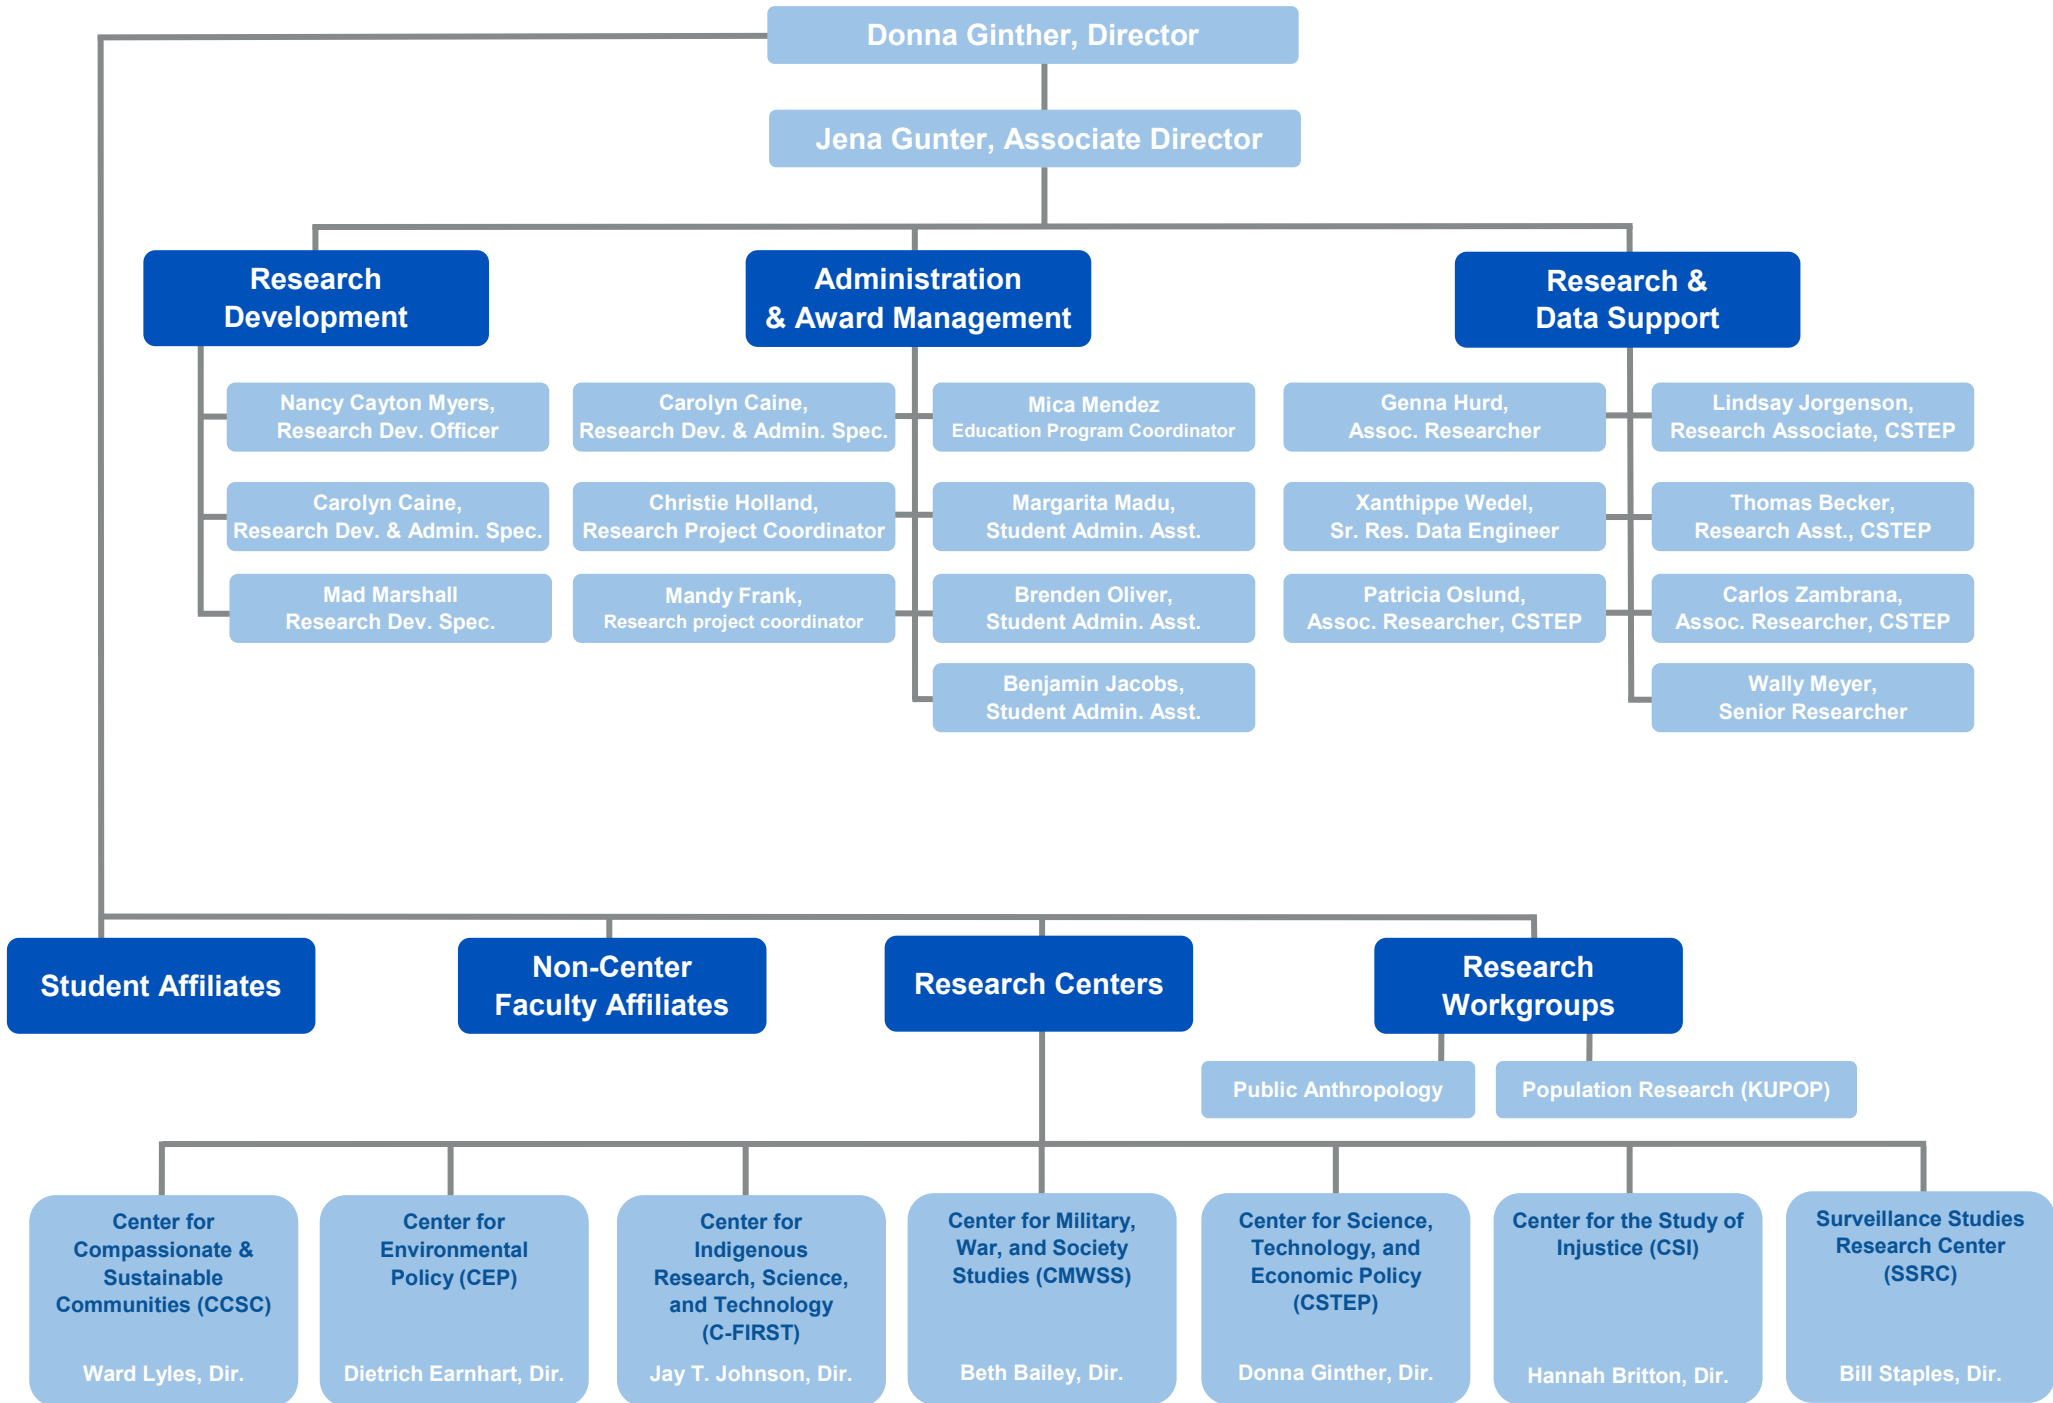 Donna Ginther, Director
Jena Gunter, Associate Director
Research
Development
Administration
& Award Management
Research &
Data Support
Nancy Cayton Myers,
Research Dev. Officer
Carolyn Caine,
Research Dev. & Admin. Spec.
Mad Marshall
Research Dev. Spec.
Carolyn Caine,
Research Dev. & Admin. Spec.
Christie Holland,
Research Project Coordinator
Mandy Frank,
Research project coordinator
Mica Mendez
Education Program Coordinator
Margarita Madu,
Student Admin. Asst.
Brenden Oliver,
Student Admin. Asst.
Benjamin Jacobs,
Student Admin. Asst.
Genna Hurd,
Assoc. Researcher
Xanthippe Wedel,
Sr. Res. Data Engineer
Patricia Oslund,
Assoc. Researcher, CSTEP
Lindsay Jorgenson,
Research Associate, CSTEP
Thomas Becker,
Research Asst., CSTEP
Carlos Zambrana,
Assoc. Researcher, CSTEP
Wally Meyer,
Senior Researcher
Student Affiliates
Non-Center
Faculty Affiliates
Research Centers
Research
Workgroups
Public Anthropology
Population Research (KUPOP)
Center for
Compassionate &
Sustainable
Communities (CCSC)
Ward Lyles, Dir.
Center for
Environmental
Policy (CEP)
Dietrich Earnhart, Dir.
Center for
Indigenous
Research, Science,
and Technology
(C-FIRST)
Jay T. Johnson, Dir.
Center for Military,
War, and Society
Studies (CMWSS)
Beth Bailey, Dir.
Center for Science,
Technology, and
Economic Policy
(CSTEP)
Donna Ginther, Dir.
Center for the Study of
Injustice (CSI)
Hannah Britton, Dir.
Surveillance Studies
Research Center
(SSRC)
Bill Staples, Dir.